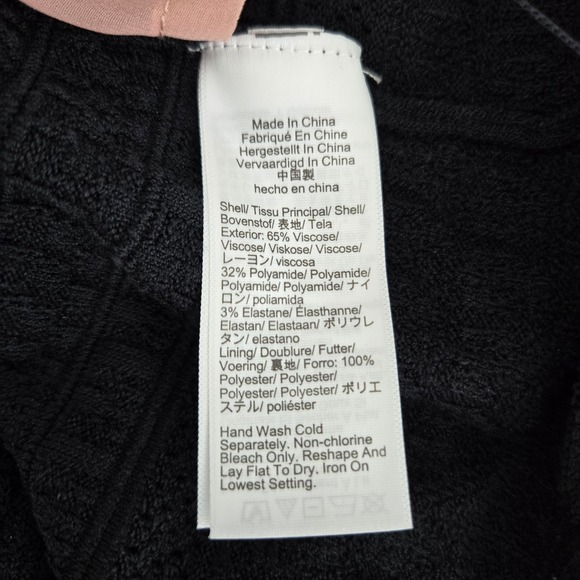 Made In China
Fabriqué En Chine
Hergestellt In China
Vervaardigd In China
中国製
hecho en china
Shell/ Tissu Principal/ Shell/
Bovenstof/ 表地/ Tela
Exterior: 65% Viscose/
Viscose/ Viskose/ Viscose/
レーヨン/ viscosa
32% Polyamide/ Polyamide/
Polyamide/ Polyamide/ ナイ
ロン/ poliamida
3% Elastane/ Élasthanne/
Elastan/ Elastaan/ ポリウレ
タン/ elastano
Lining/ Doublure/ Futter/
Voering/ 裏地/ Forro: 100%
Polyester/ Polyester/
Polyester/ Polyester/ ポリエ
ステル/ poliéster
Hand Wash Cold
Separately. Non-chlorine
Bleach Only. Reshape And
Lay Flat To Dry. Iron On
Lowest Setting.